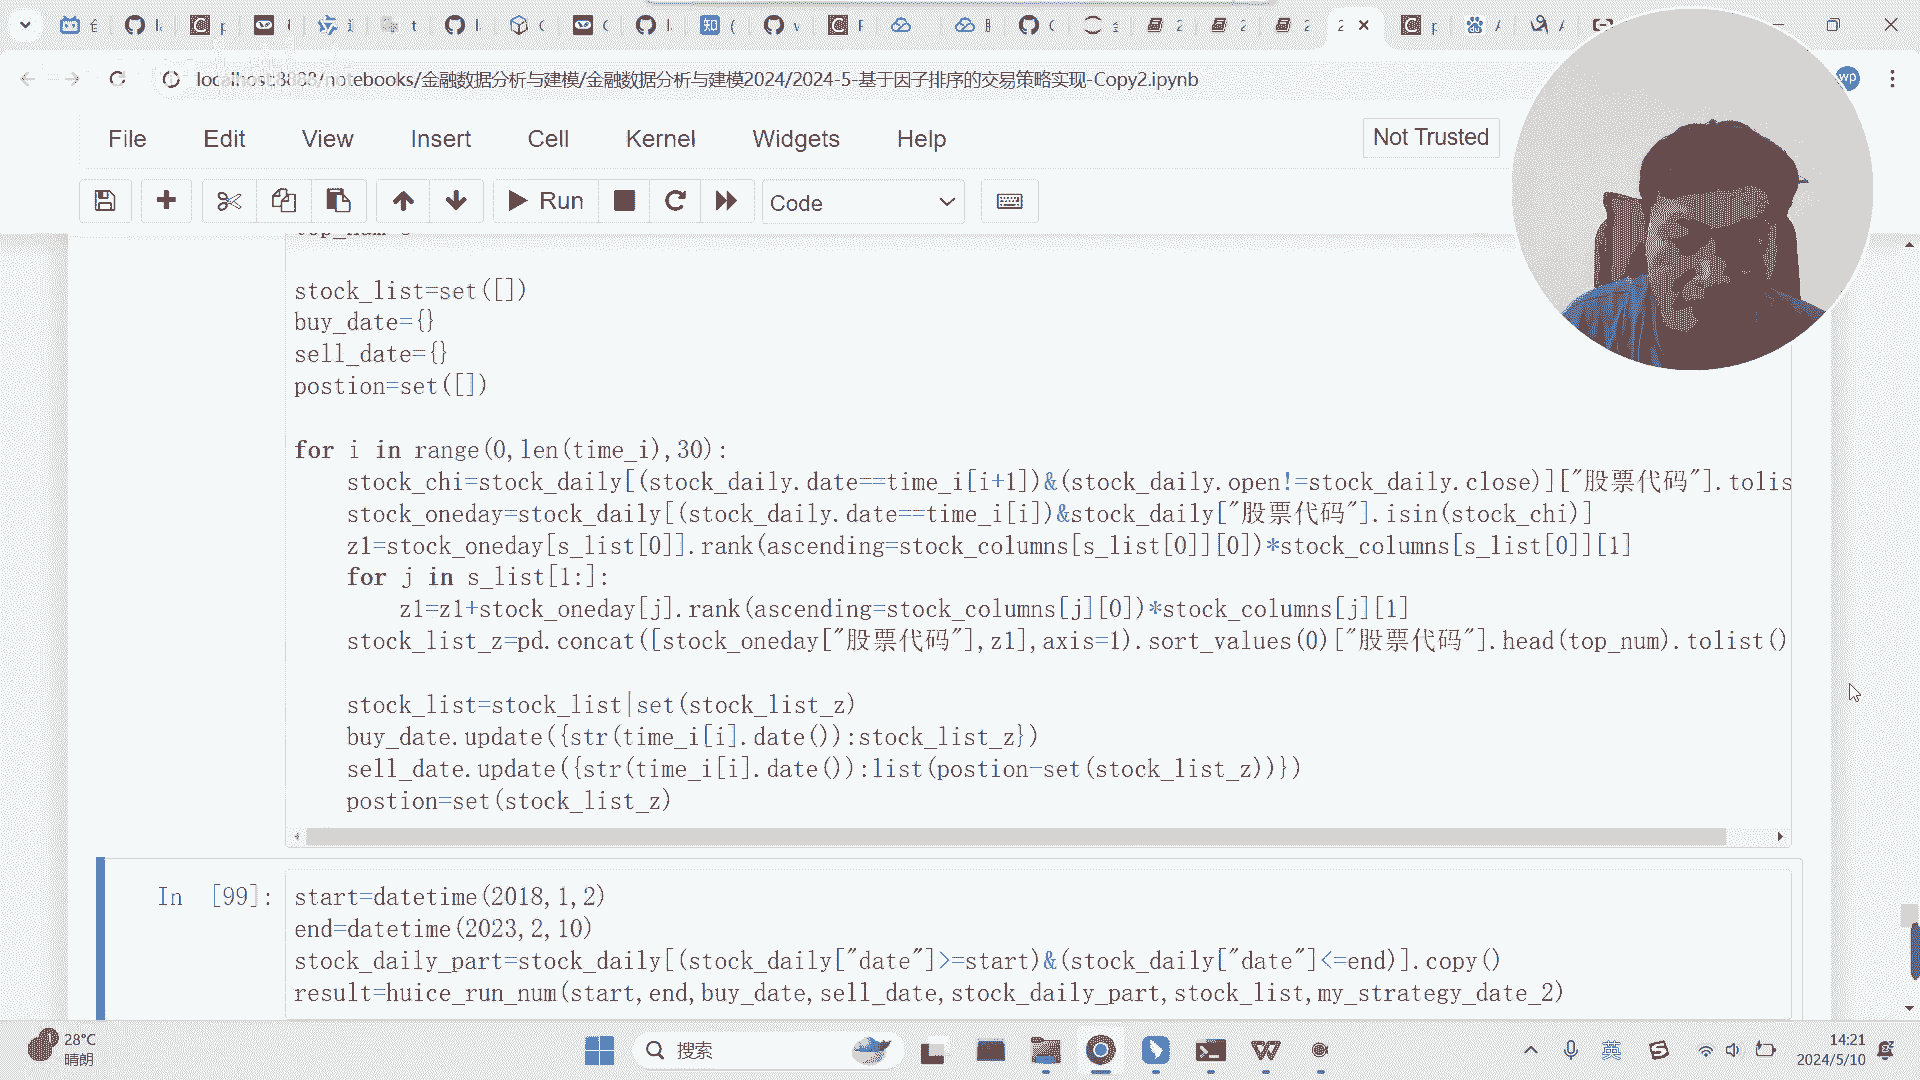 localhost:8888/notebooks/金融数据分析与建模/金融数据分析与建模2024/2024-5-基于因子排序的交易策略实现-Copy2.ipynb
wp
File Edit View Insert Cell Kernel Widgets Help
Not Trusted
Run Code
stock_list=set([])
buy_date={}
sell_date={}
postion=set([])
for i in range(0,len(time_i),30):
stock_chi=stock_daily[(stock_daily.date==time_i[i+1])&(stock_daily.open!=stock_daily.close)]["股票代码"].tolis
stock_oneday=stock_daily[(stock_daily.date==time_i[i])&stock_daily["股票代码"].isin(stock_chi)]
z1=stock_oneday[s_list[0]].rank(ascending=stock_columns[s_list[0]][0])*stock_columns[s_list[0]][1]
for j in s_list[1:]:
z1=z1+stock_oneday[j].rank(ascending=stock_columns[j][0])*stock_columns[j][1]
stock_list_z=pd.concat([stock_oneday["股票代码"],z1],axis=1).sort_values(0)["股票代码"].head(top_num).tolist()
stock_list=stock_list|set(stock_list_z)
buy_date.update({str(time_i[i].date()):stock_list_z})
sell_date.update({str(time_i[i].date()):list(postion-set(stock_list_z))})
postion=set(stock_list_z)
In [99]:
start=datetime(2018,1,2)
end=datetime(2023,2,10)
stock_daily_part=stock_daily[(stock_daily["date"]>=start)&(stock_daily["date"]<=end)].copy()
result=huice_run_num(start,end,buy_date,sell_date,stock_daily_part,stock_list,my_strategy_date_2)
28°C
晴朗
搜索
英
14:21
2024/5/10